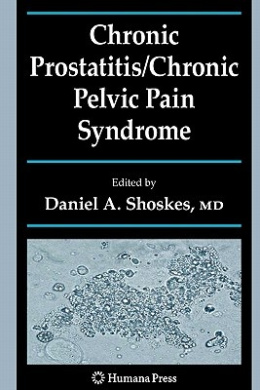 Chronic
Prostatitis/Chronic
Pelvic Pain
Syndrome
Edited by
Daniel A. Shoskes, MD
Humana Press